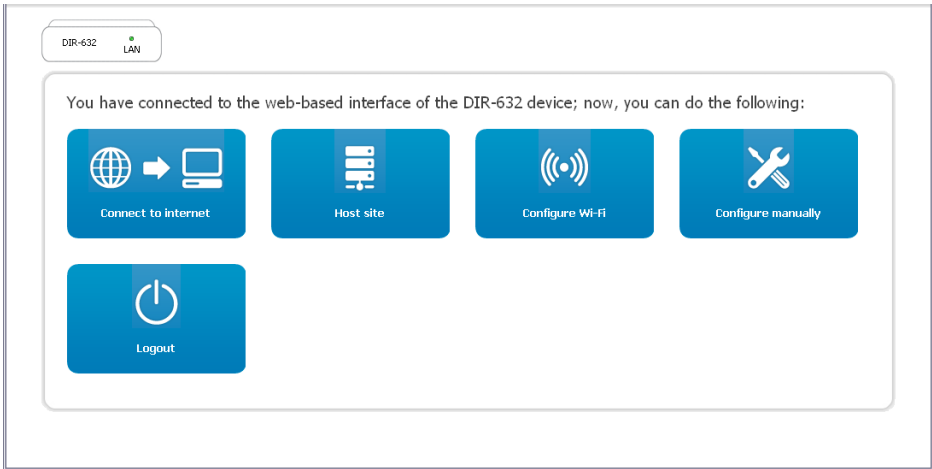 DIR-632
LAN
You have connected to the web-based interface of the DIR-632 device; now, you can do the following:
Connect to internet
Host site
Configure Wi-Fi
Configure manually
Logout